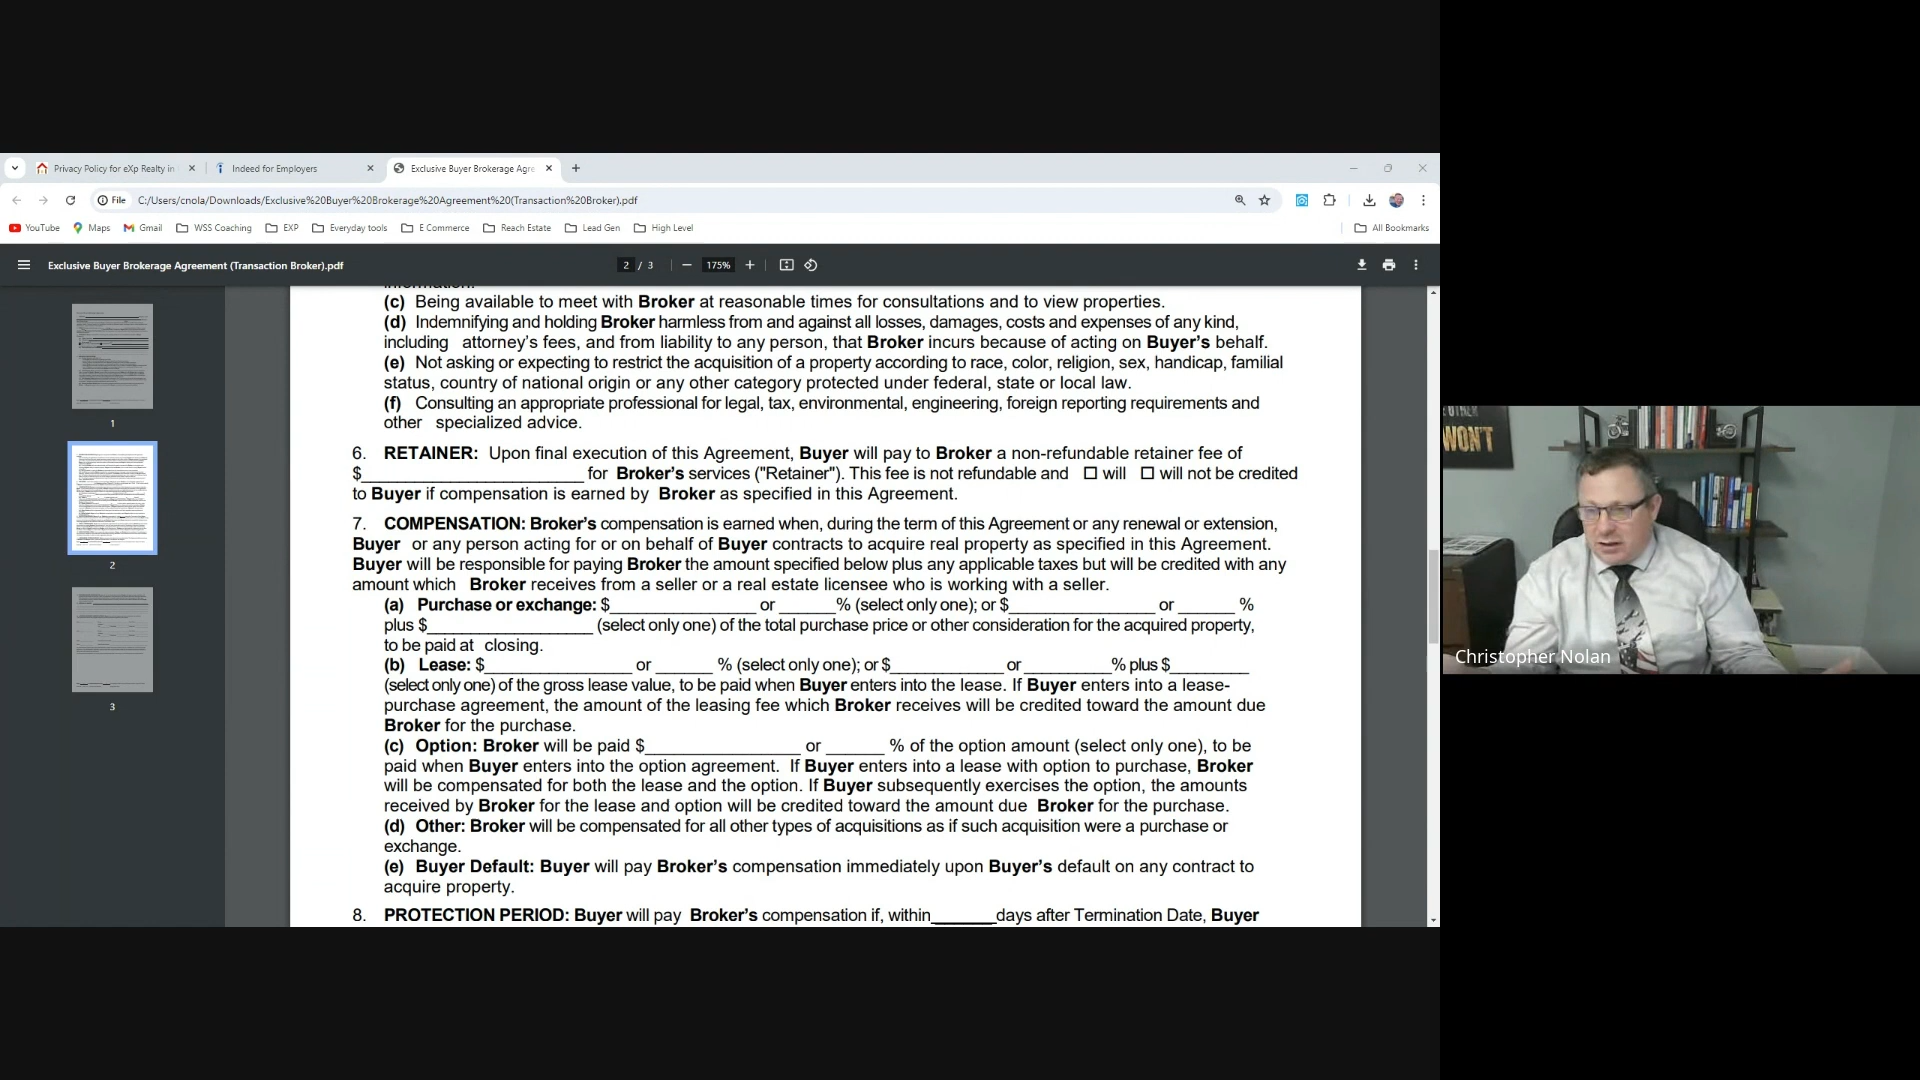 Privacy Policy for eXp Realty in
Indeed for Employers
Exclusive Buyer Brokerage Agre
File C:/Users/cnola/Downloads/Exclusive%20Buyer%20Brokerage%20Agreement%20(Transaction%20Broker).pdf
YouTube Maps Gmail WSS Coaching EXP Everyday tools E Commerce Reach Estate Lead Gen High Level All Bookmarks
Exclusive Buyer Brokerage Agreement (Transaction Broker).pdf 2 / 3 175%
1
2
3
information.
(c) Being available to meet with Broker at reasonable times for consultations and to view properties.
(d) Indemnifying and holding Broker harmless from and against all losses, damages, costs and expenses of any kind,
including attorney's fees, and from liability to any person, that Broker incurs because of acting on Buyer's behalf.
(e) Not asking or expecting to restrict the acquisition of a property according to race, color, religion, sex, handicap, familial
status, country of national origin or any other category protected under federal, state or local law.
(f) Consulting an appropriate professional for legal, tax, environmental, engineering, foreign reporting requirements and
other specialized advice.
6. RETAINER: Upon final execution of this Agreement, Buyer will pay to Broker a non-refundable retainer fee of
$______________________ for Broker's services ("Retainer"). This fee is not refundable and ☐ will ☐ will not be credited
to Buyer if compensation is earned by Broker as specified in this Agreement.
7. COMPENSATION: Broker's compensation is earned when, during the term of this Agreement or any renewal or extension,
Buyer or any person acting for or on behalf of Buyer contracts to acquire real property as specified in this Agreement.
Buyer will be responsible for paying Broker the amount specified below plus any applicable taxes but will be credited with any
amount which Broker receives from a seller or a real estate licensee who is working with a seller.
(a) Purchase or exchange: $_______________ or ______% (select only one); or $_______________ or ______ %
plus $_________________ (select only one) of the total purchase price or other consideration for the acquired property,
to be paid at closing.
(b) Lease: $_______________ or ______ % (select only one); or $____________ or _________% plus $________
(select only one) of the gross lease value, to be paid when Buyer enters into the lease. If Buyer enters into a lease-
purchase agreement, the amount of the leasing fee which Broker receives will be credited toward the amount due
Broker for the purchase.
(c) Option: Broker will be paid $________________ or ______ % of the option amount (select only one), to be
paid when Buyer enters into the option agreement. If Buyer enters into a lease with option to purchase, Broker
will be compensated for both the lease and the option. If Buyer subsequently exercises the option, the amounts
received by Broker for the lease and option will be credited toward the amount due Broker for the purchase.
(d) Other: Broker will be compensated for all other types of acquisitions as if such acquisition were a purchase or
exchange.
(e) Buyer Default: Buyer will pay Broker's compensation immediately upon Buyer's default on any contract to
acquire property.
8. PROTECTION PERIOD: Buyer will pay Broker's compensation if, within_______days after Termination Date, Buyer
WON'T
Christopher Nolan